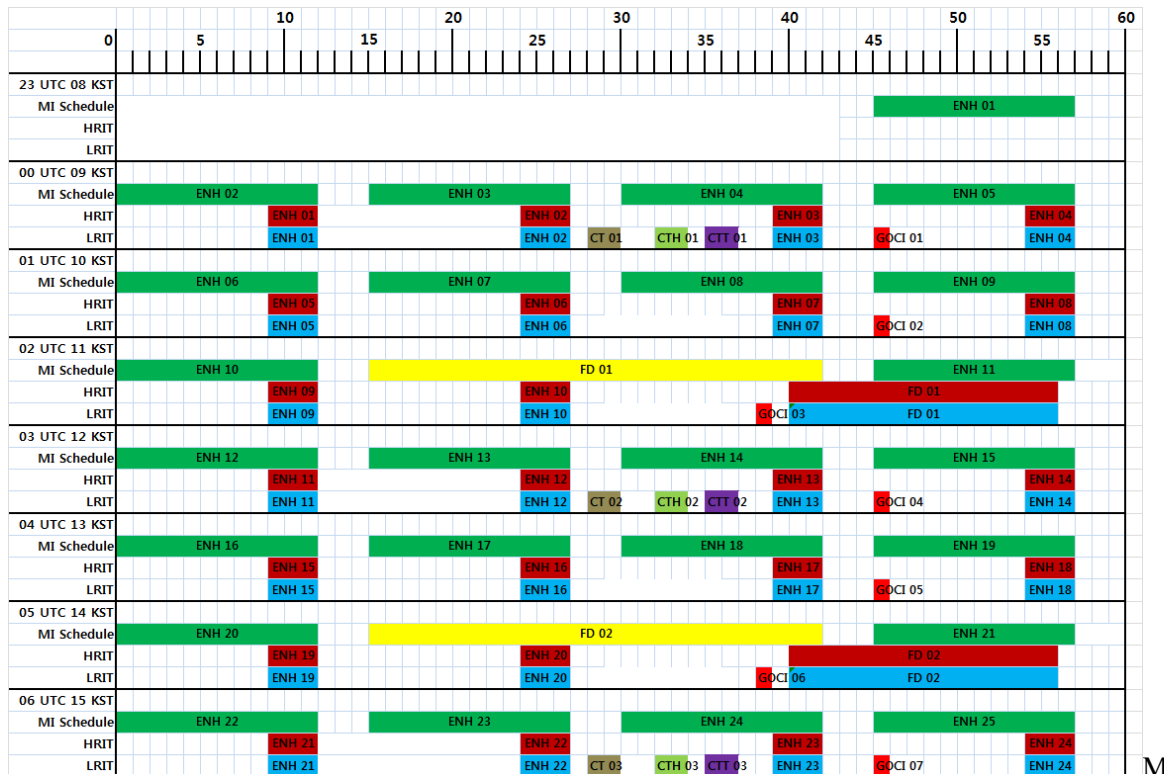 10 20 30 40 50 60
0 5 15 25 35 45 55
23 UTC 08 KST
MI Schedule ENH 01
HRIT
LRIT
00 UTC 09 KST
MI Schedule ENH 02 ENH 03 ENH 04 ENH 05
HRIT ENH 01 ENH 02 ENH 03 ENH 04
LRIT ENH 01 ENH 02 CT 01 CTH 01 CTT 01 ENH 03 GOCI 01 ENH 04
01 UTC 10 KST
MI Schedule ENH 06 ENH 07 ENH 08 ENH 09
HRIT ENH 05 ENH 06 ENH 07 ENH 08
LRIT ENH 05 ENH 06 ENH 07 GOCI 02 ENH 08
02 UTC 11 KST
MI Schedule ENH 10 FD 01 ENH 11
HRIT ENH 09 ENH 10 FD 01
LRIT ENH 09 ENH 10 GOCI 03 FD 01
03 UTC 12 KST
MI Schedule ENH 12 ENH 13 ENH 14 ENH 15
HRIT ENH 11 ENH 12 ENH 13 ENH 14
LRIT ENH 11 ENH 12 CT 02 CTH 02 CTT 02 ENH 13 GOCI 04 ENH 14
04 UTC 13 KST
MI Schedule ENH 16 ENH 17 ENH 18 ENH 19
HRIT ENH 15 ENH 16 ENH 17 ENH 18
LRIT ENH 15 ENH 16 ENH 17 GOCI 05 ENH 18
05 UTC 14 KST
MI Schedule ENH 20 FD 02 ENH 21
HRIT ENH 19 ENH 20 FD 02
LRIT ENH 19 ENH 20 GOCI 06 FD 02
06 UTC 15 KST
MI Schedule ENH 22 ENH 23 ENH 24 ENH 25
HRIT ENH 21 ENH 22 ENH 23 ENH 24
LRIT ENH 21 ENH 22 CT 03 CTH 03 CTT 03 ENH 23 GOCI 07 ENH 24
M